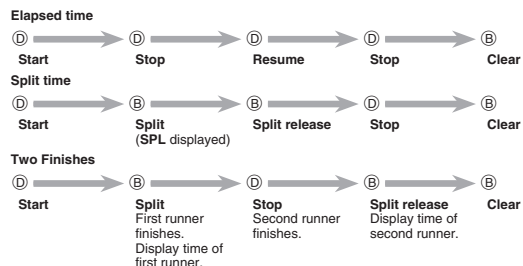 Elapsed time
Ⓓ Ⓓ Ⓓ Ⓓ Ⓑ
Start Stop Resume Stop Clear
Split time
Ⓓ Ⓑ Ⓑ Ⓓ Ⓑ
Start Split Split release Stop Clear
(SPL displayed)
Two Finishes
Ⓓ Ⓑ Ⓓ Ⓑ Ⓑ
Start Split Stop Split release Clear
First runner Second runner Display time of
finishes. finishes. second runner.
Display time of
first runner.